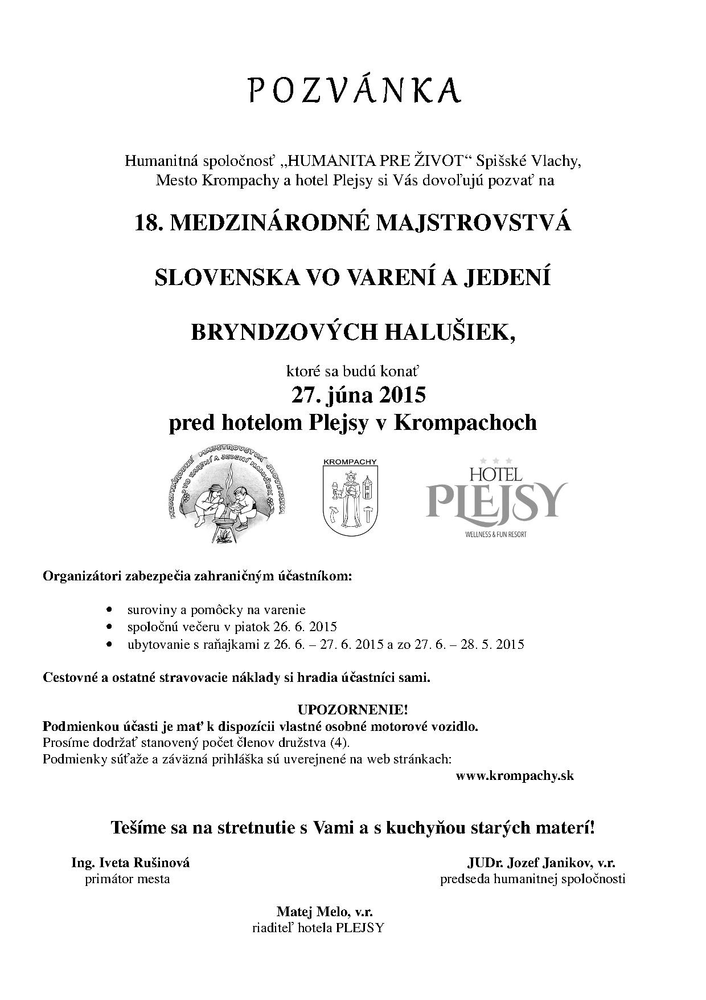 POZVÁNKA
Humanitná spoločnosť „HUMANITA PRE ŽIVOT“ Spišské Vlachy,
Mesto Krompachy a hotel Plejsy si Vás dovoľujú pozvať na
18. MEDZINÁRODNÉ MAJSTROVSTVÁ
SLOVENSKA VO VARENÍ A JEDENÍ
BRYNDZOVÝCH HALUŠIEK,
ktoré sa budú konať
27. júna 2015
pred hotelom Plejsy v Krompachoch
MEDZINÁRODNÉ MAJSTROVSTVÁ SLOVENSKA
VO VARENÍ A JEDENÍ HALUŠIEK
KROMPACHY
HOTEL
PLEJSY
WELLNESS & FUN RESORT
Organizátori zabezpečia zahraničným účastníkom:
• suroviny a pomôcky na varenie
• spoločnú večeru v piatok 26. 6. 2015
• ubytovanie s raňajkami z 26. 6. – 27. 6. 2015 a zo 27. 6. – 28. 5. 2015
Cestovné a ostatné stravovacie náklady si hradia účastníci sami.
UPOZORNENIE!
Podmienkou účasti je mať k dispozícii vlastné osobné motorové vozidlo.
Prosíme dodržať stanovený počet členov družstva (4).
Podmienky súťaže a záväzná prihláška sú uverejnené na web stránkach:
www.krompachy.sk
Tešíme sa na stretnutie s Vami a s kuchyňou starých materí!
Ing. Iveta Rušinová
primátor mesta
JUDr. Jozef Janikov, v.r.
predseda humanitnej spoločnosti
Matej Melo, v.r.
riaditeľ hotela PLEJSY